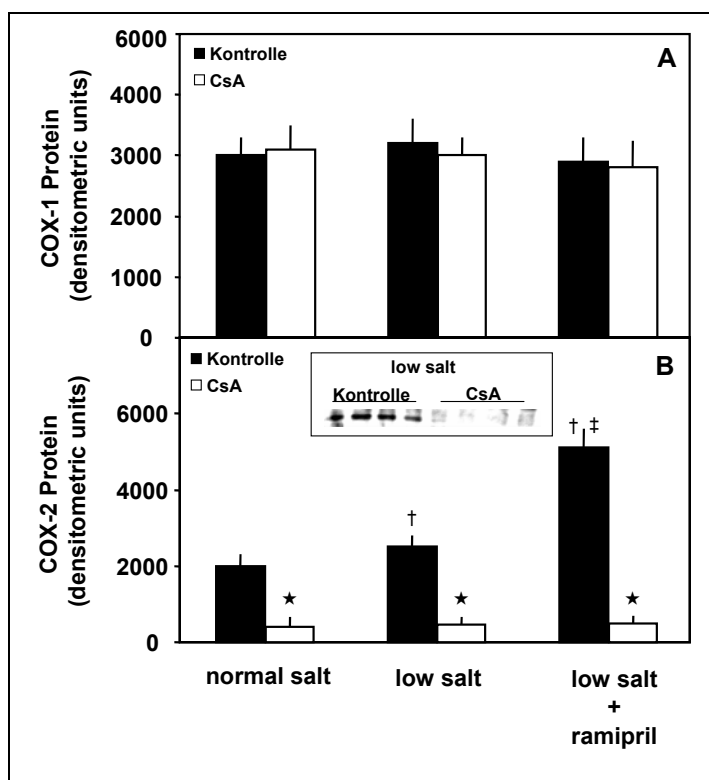 6000
5000
4000
3000
2000
1000
0
COX-1 Protein
(densitometric units)
Kontrolle
CsA
A
6000
4000
2000
0
COX-2 Protein
(densitometric units)
Kontrolle
CsA
B
low salt
Kontrolle CsA
†
★
★
†, ‡
★
normal salt
low salt
low salt
+
ramipril